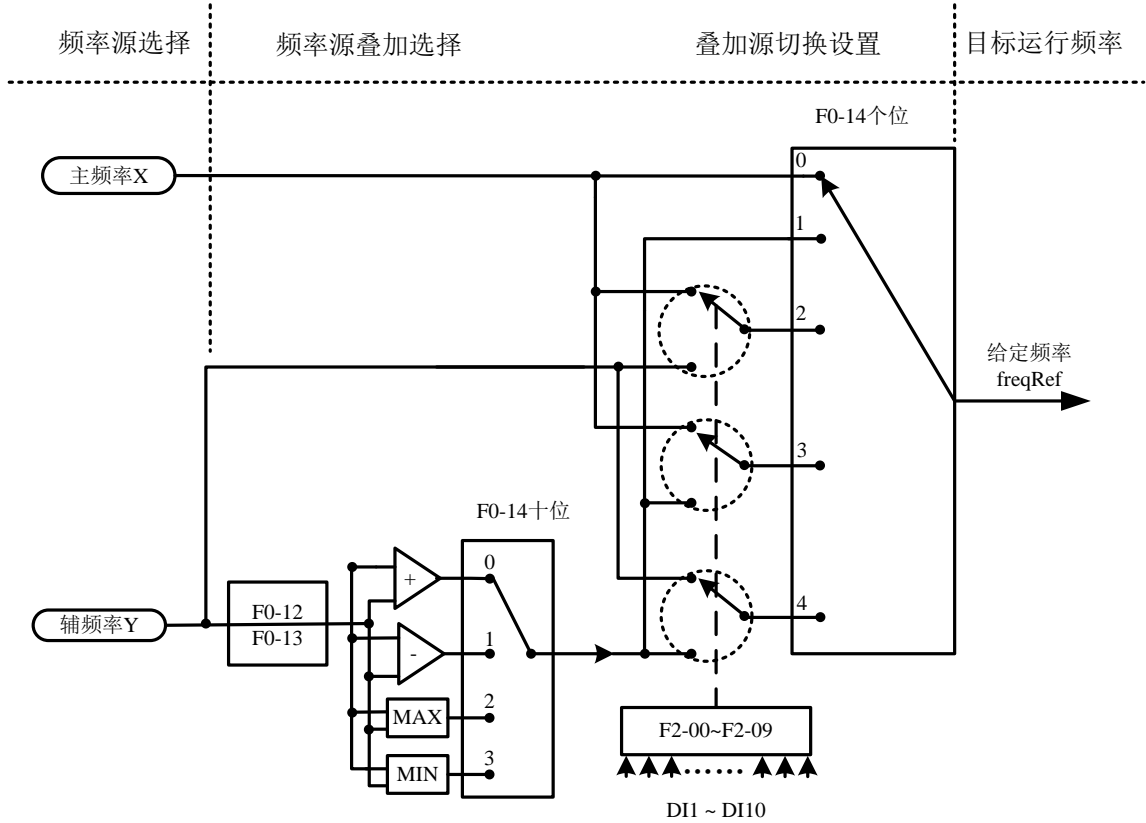 频率源选择
频率源叠加选择
叠加源切换设置
目标运行频率
F0-14个位
主频率X
0
1
2
3
4
给定频率
freqRef
F0-14十位
辅频率Y
F0-12
F0-13
+
-
MAX
MIN
0
1
2
3
F2-00~F2-09
DI1 ~ DI10